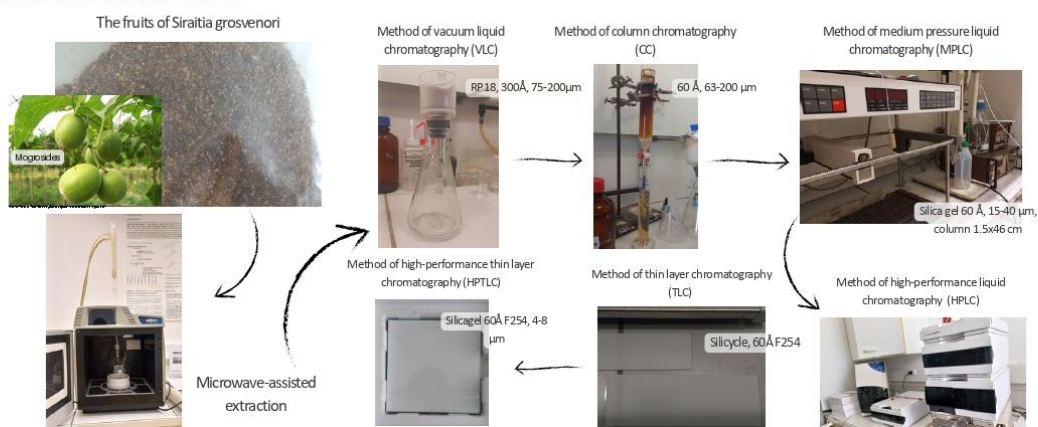 The fruits of Siraitia grosvenori
Mogrosides
Microwave-assisted
extraction
Method of vacuum liquid
chromatography (VLC)
RP18, 300Å, 75-200µm
Method of column chromatography
(CC)
60 Å, 63-200 µm
Method of medium pressure liquid
chromatography (MPLC)
Silica gel 60 Å, 15-40 µm,
column 1.5x46 cm
Method of high-performance thin layer
chromatography (HPTLC)
Silicagel 60Å F254, 4-8
µm
Method of thin layer chromatography
(TLC)
Silicycle, 60Å F254
Method of high-performance liquid
chromatography (HPLC)